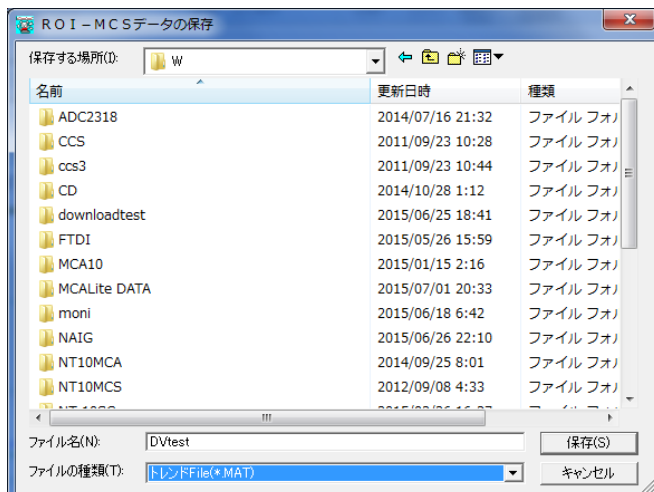 ROI-MCSデータの保存
保存する場所(I):
W
名前 更新日時 種類
ADC2318 2014/07/16 21:32 ファイル フォル
CCS 2011/09/23 10:28 ファイル フォル
ccs3 2011/09/23 10:44 ファイル フォル
CD 2014/10/28 1:12 ファイル フォル
downloadtest 2015/06/25 18:41 ファイル フォル
FTDI 2015/05/26 15:59 ファイル フォル
MCA10 2015/01/15 2:16 ファイル フォル
MCALite DATA 2015/07/01 20:33 ファイル フォル
moni 2015/06/18 6:42 ファイル フォル
NAIG 2015/06/26 22:10 ファイル フォル
NT10MCA 2014/09/25 8:01 ファイル フォル
NT10MCS 2012/09/08 4:33 ファイル フォル
ファイル名(N): DVtest 保存(S)
ファイルの種類(T): トレンドFile(*.MAT) キャンセル